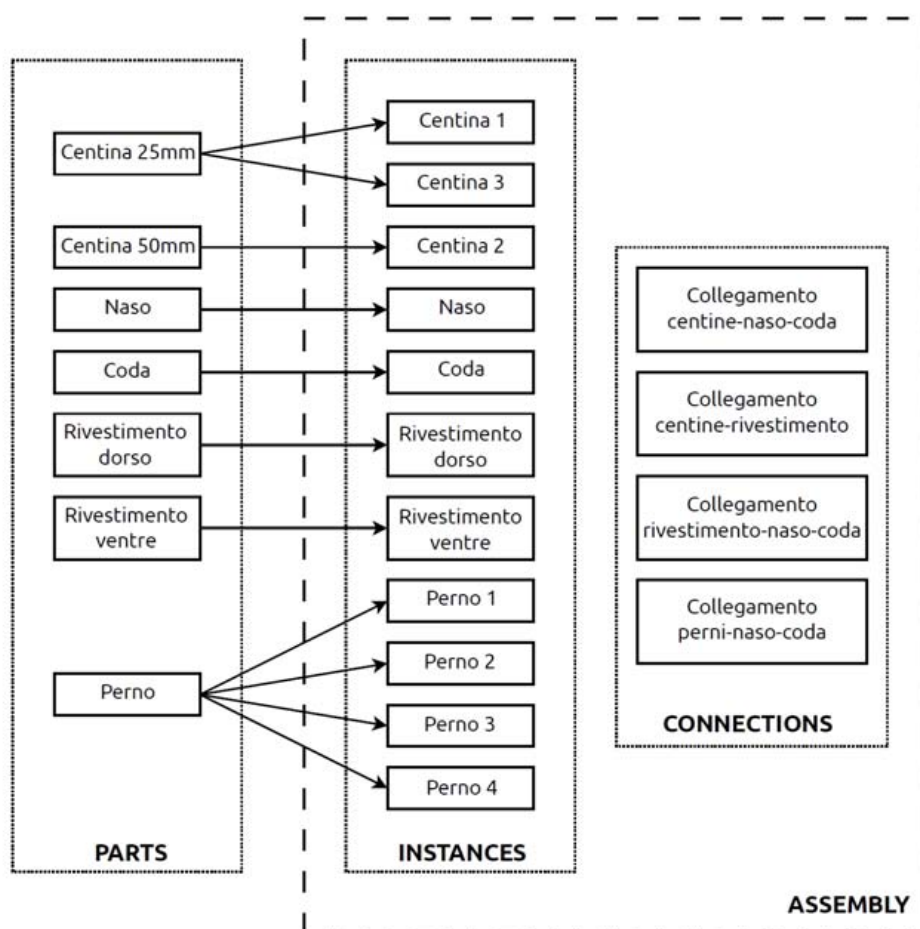 Centina 25mm
Centina 50mm
Naso
Coda
Rivestimento
dorso
Rivestimento
ventre
Perno
PARTS
Centina 1
Centina 3
Centina 2
Naso
Coda
Rivestimento
dorso
Rivestimento
ventre
Perno 1
Perno 2
Perno 3
Perno 4
INSTANCES
Collegamento
centine-naso-coda
Collegamento
centine-rivestimento
Collegamento
rivestimento-naso-coda
Collegamento
perni-naso-coda
CONNECTIONS
ASSEMBLY